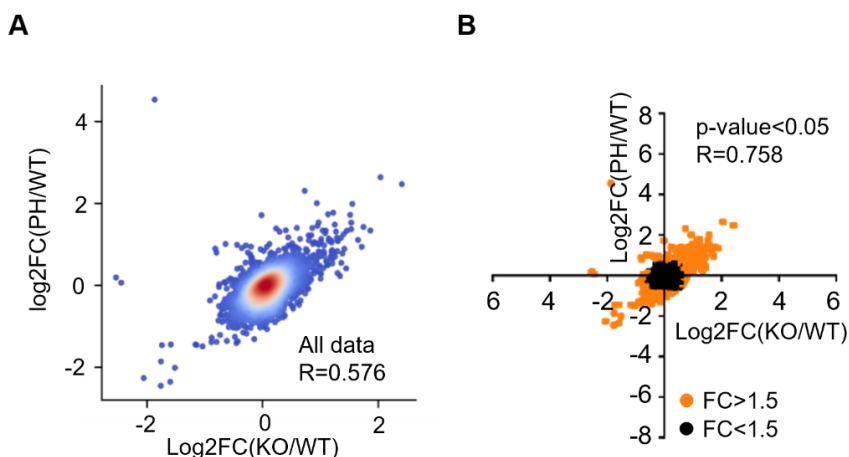 A
log2FC(PH/WT)
4
2
0
-2
-2
0
2
All data
R=0.576
Log2FC(KO/WT)
B
Log2FC(PH/WT)
8
6
4
2
-2
-4
-6
-8
p-value<0.05
R=0.758
6
4
-2
2
4
6
Log2FC(KO/WT)
FC>1.5
FC<1.5